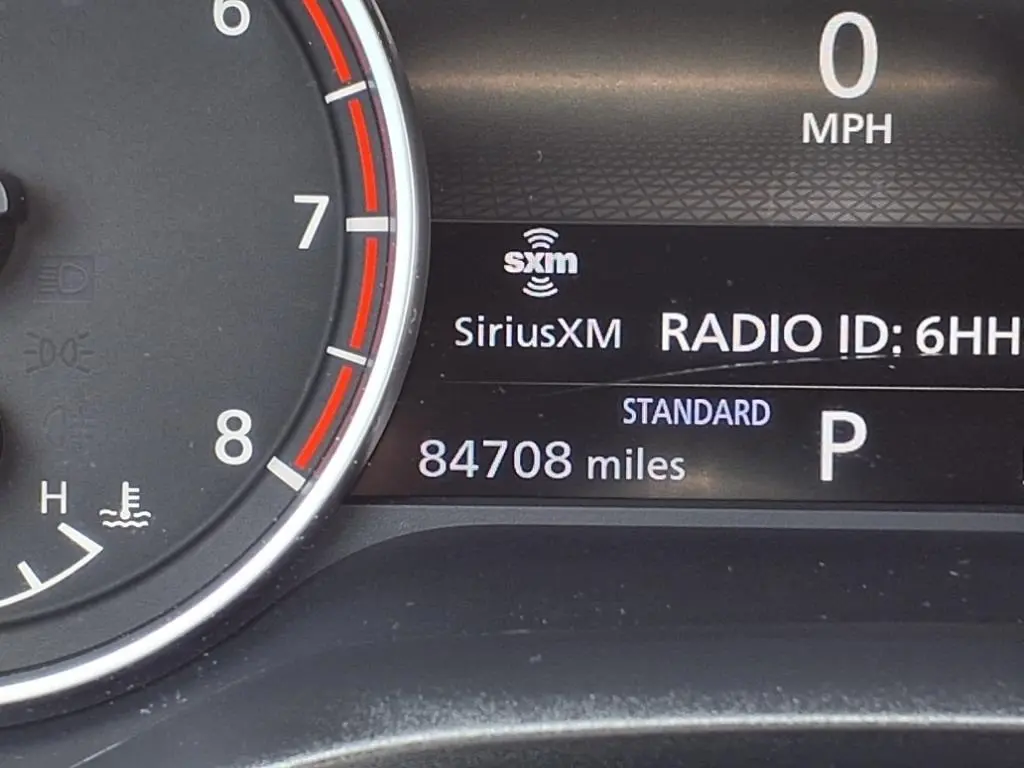 6
0
MPH
7
sxm
SiriusXM RADIO ID: 6HH
STANDARD
8
84708 miles P
H